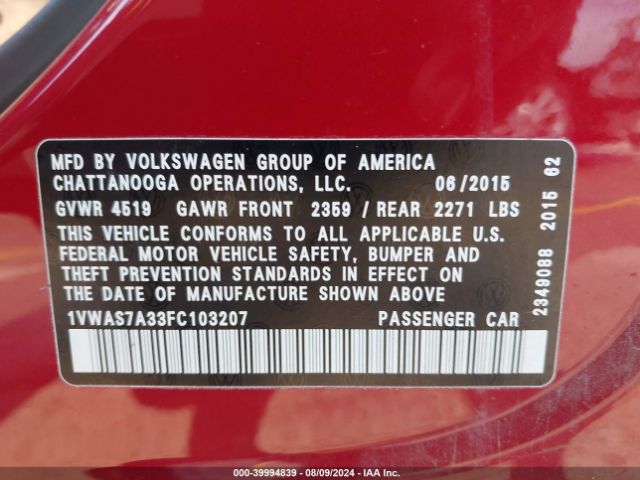 MFD BY VOLKSWAGEN GROUP OF AMERICA
CHATTANOOGA OPERATIONS, LLC. 06/2015
GVWR 4519 GAWR FRONT 2359 / REAR 2271 LBS
THIS VEHICLE CONFORMS TO ALL APPLICABLE U.S.
FEDERAL MOTOR VEHICLE SAFETY, BUMPER AND
THEFT PREVENTION STANDARDS IN EFFECT ON
THE DATE OF MANUFACTURE SHOWN ABOVE
1VWAS7A33FC103207 PASSENGER CAR
2349088 2015 62
000-39994839 - 08/09/2024 - IAA Inc.